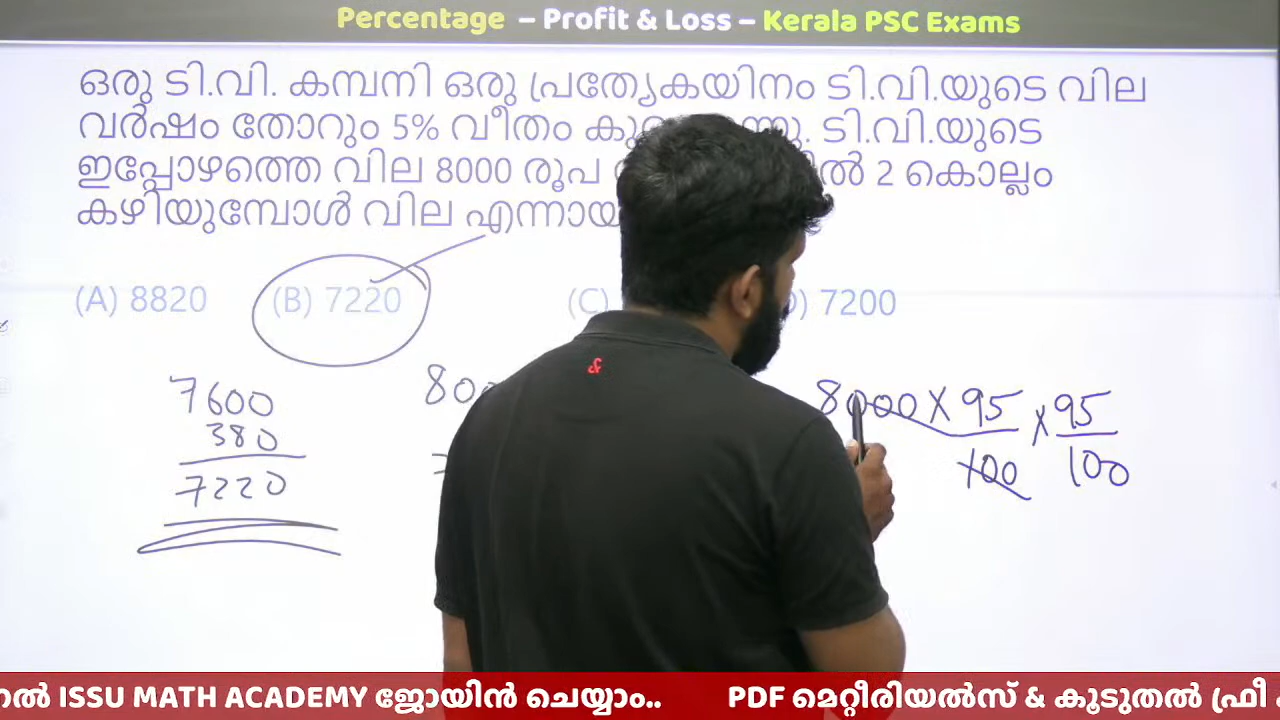 Percentage – Profit & Loss – Kerala PSC Exams
ഒരു ടി.വി. കമ്പനി ഒരു പ്രത്യേകയിനം ടി.വി.യുടെ വില
വർഷം തോറും 5% വീതം ടി.വി.യുടെ
ഇപ്പോഴത്തെ വില 8000 രൂപ 2 കൊല്ലം
കഴിയുമ്പോൾ വില
(A) 8820 (B) 7220 (C) 7200
7600
380
7220
8000 X 95 X 95
100 100
ISSU MATH ACADEMY ജോയിൻ ചെയ്യാം.. PDF മെറ്റീരിയൽസ് & കൂടുതൽ ഫ്രീ